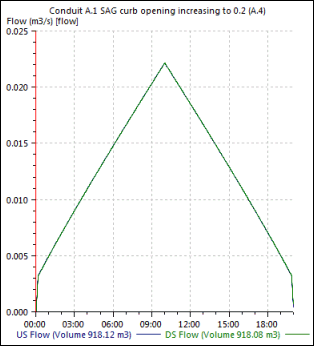 Conduit A.1 SAG curb opening increasing to 0.2 (A.4)
Flow (m3/s) [flow]
0.025
0.020
0.015
0.010
0.005
0.000
00:00 03:00 06:00 09:00 12:00 15:00 18:00
US Flow (Volume 918.12 m3) DS Flow (Volume 918.08 m3)